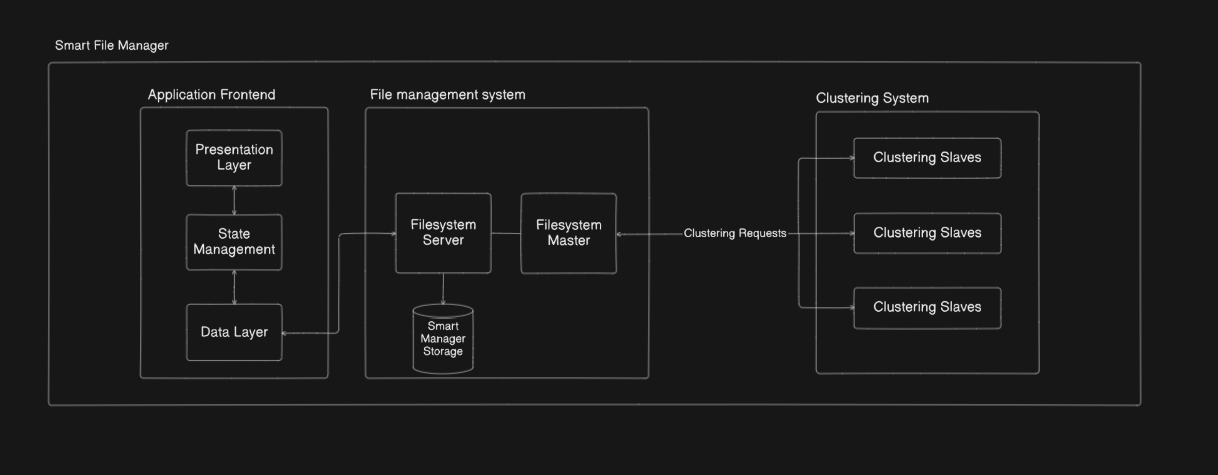 Smart File Manager
Application Frontend
Presentation
Layer
State
Management
Data Layer
File management system
Filesystem
Server
Filesystem
Master
Smart
Manager
Storage
Clustering Requests
Clustering System
Clustering Slaves
Clustering Slaves
Clustering Slaves